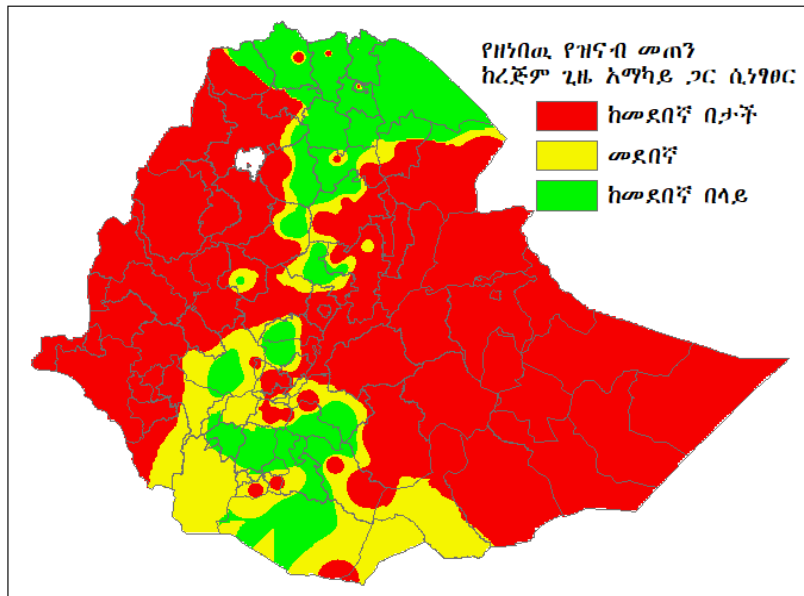 የዘነበዉ የዝናብ መጠን
ከረጅም ጊዜ አማካይ ጋር ሲነፃፀር
ከመደበኛ በታች
መደበኛ
ከመደበኛ በላይ